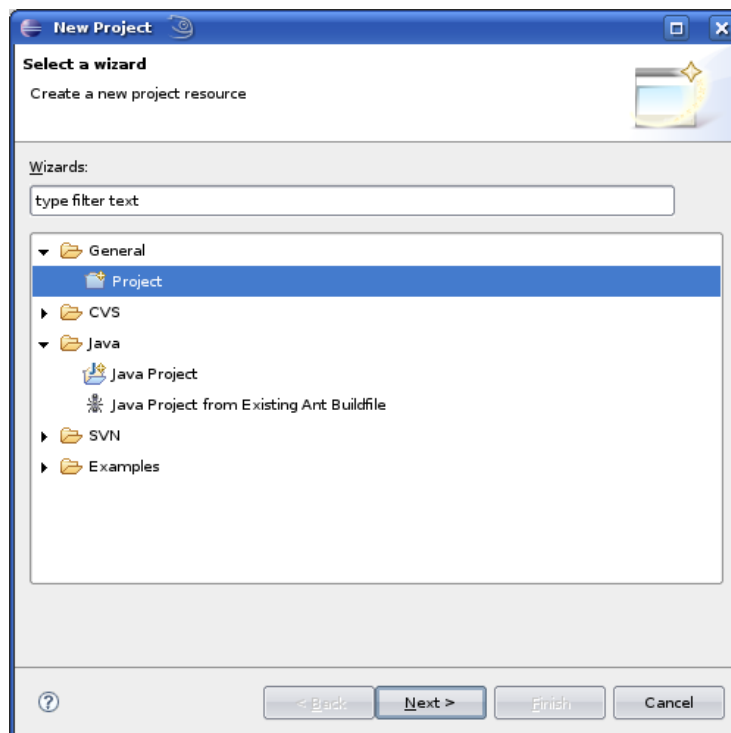 New Project
Select a wizard
Create a new project resource
Wizards:
type filter text
General
Project
CVS
Java
Java Project
Java Project from Existing Ant Buildfile
SVN
Examples
< Back Next > Finish Cancel